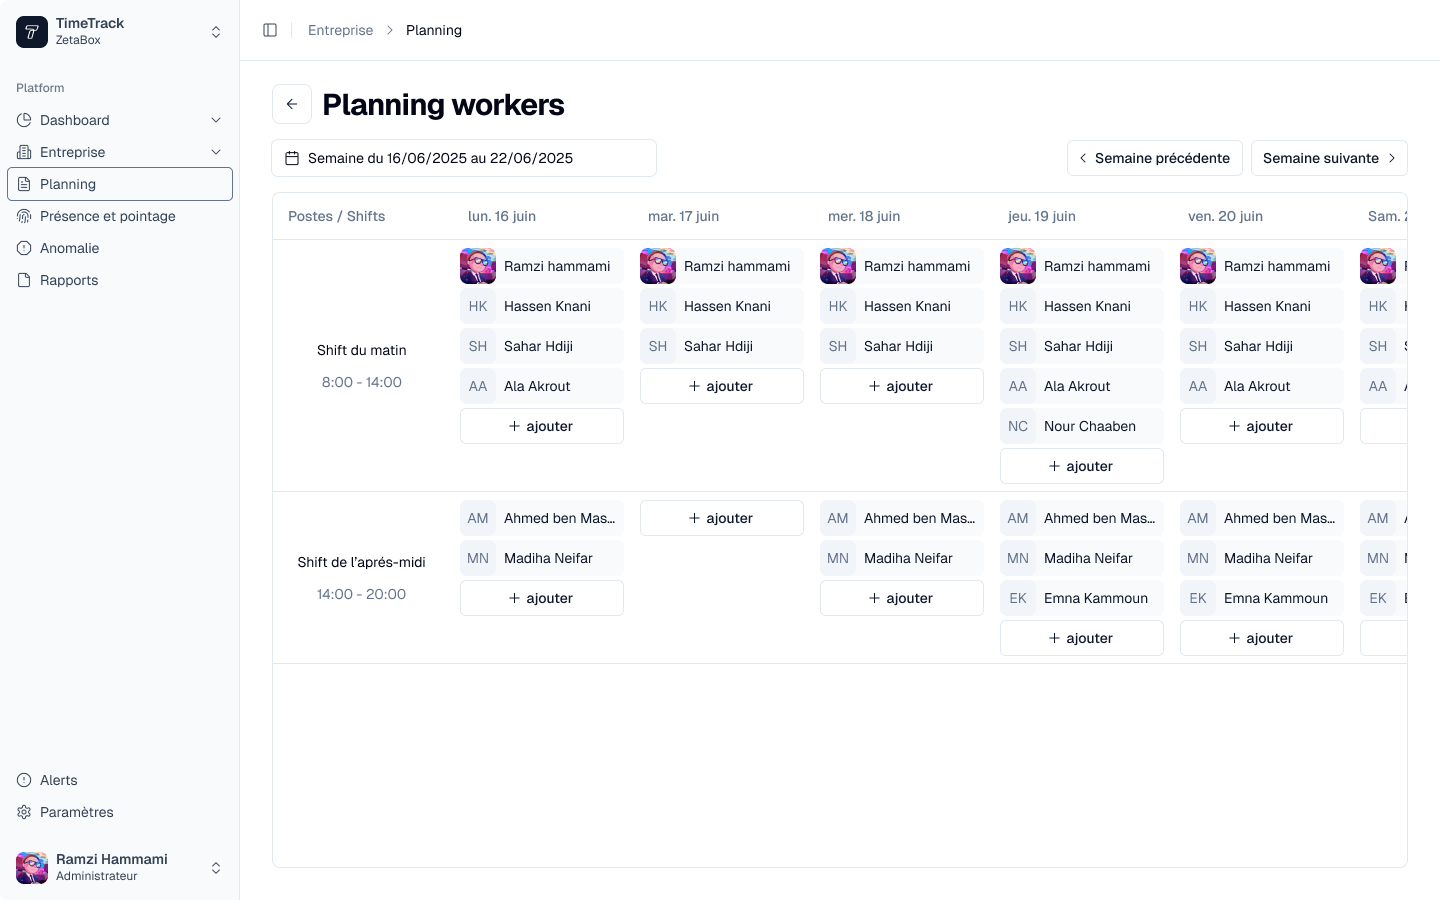 TimeTrack
ZetaBox
Platform
Dashboard
Entreprise
Planning
Présence et pointage
Anomalie
Rapports
Alerts
Paramètres
Ramzi Hammami
Administrateur
Entreprise > Planning
Planning workers
Semaine du 16/06/2025 au 22/06/2025
Semaine précédente
Semaine suivante
Postes / Shifts lun. 16 juin mar. 17 juin mer. 18 juin jeu. 19 juin ven. 20 juin Sam.
Ramzi hammami Ramzi hammami Ramzi hammami Ramzi hammami Ramzi hammami
HK Hassen Knani HK Hassen Knani HK Hassen Knani HK Hassen Knani HK Hassen Knani HK
Shift du matin
SH Sahar Hdiji SH Sahar Hdiji SH Sahar Hdiji SH Sahar Hdiji SH Sahar Hdiji SH
8:00 - 14:00
AA Ala Akrout + ajouter + ajouter AA Ala Akrout AA Ala Akrout AA
+ ajouter NC Nour Chaaben + ajouter
+ ajouter
AM Ahmed ben Mas... + ajouter AM Ahmed ben Mas... AM Ahmed ben Mas... AM Ahmed ben Mas... AM
Shift de l'aprés-midi
MN Madiha Neifar MN Madiha Neifar MN Madiha Neifar MN Madiha Neifar MN
14:00 - 20:00
+ ajouter + ajouter EK Emna Kammoun EK Emna Kammoun EK
+ ajouter + ajouter